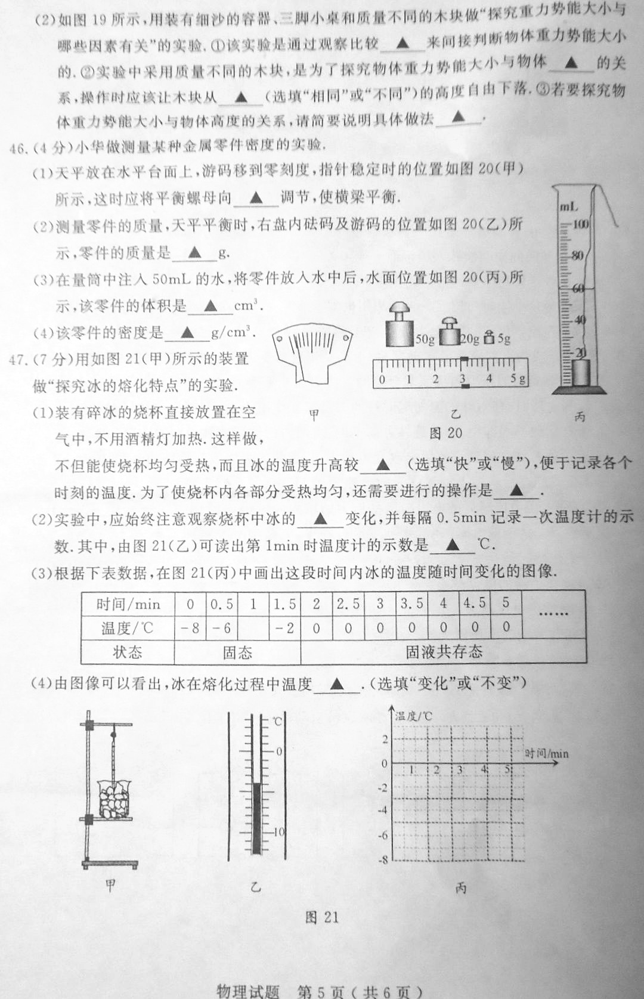 (2)如图 19 所示,用装有细沙的容器、三脚小桌和质量不同的木块做“探究重力势能大小与
哪些因素有关”的实验.①该实验是通过观察比较▲来间接判断物体重力势能大小
的.②实验中采用质量不同的木块,是为了探究物体重力势能大小与物体▲的关
系,操作时应该让木块从▲(选填“相同”或“不同”)的高度自由下落.③若要探究物
体重力势能大小与物体高度的关系,请简要说明具体做法▲.
46.(4 分)小华做测量某种金属零件密度的实验.
(1)天平放在水平台面上,游码移到零刻度,指针稳定时的位置如图 20(甲)
所示,这时应将平衡螺母向▲调节,使横梁平衡.
(2)测量零件的质量,天平平衡时,右盘内砝码及游码的位置如图 20(乙)所
示,零件的质量是▲g.
(3)在量筒中注入 50mL 的水,将零件放入水中后,水面位置如图 20(丙)所
示,该零件的体积是▲cm³.
(4)该零件的密度是▲g/cm³.
mL
100
80
60
40
20
50g 20g 5g
0 1 2 3 4 5 g
甲 乙 丙
图 20
47.(7 分)用如图 21(甲)所示的装置
做“探究冰的熔化特点”的实验.
(1)装有碎冰的烧杯直接放置在空
气中,不用酒精灯加热.这样做,
不但能使烧杯均匀受热,而且冰的温度升高较▲(选填“快”或“慢”),便于记录各个
时刻的温度.为了使烧杯内各部分受热均匀,还需要进行的操作是▲.
(2)实验中,应始终注意观察烧杯中冰的▲变化,并每隔 0.5min 记录一次温度计的示
数.其中,由图 21(乙)可读出第 1min 时温度计的示数是▲℃.
(3)根据下表数据,在图 21(丙)中画出这段时间内冰的温度随时间变化的图像.
时间/min 0 0.5 1 1.5 2 2.5 3 3.5 4 4.5 5 ……
温度/℃ -8 -6 -2 0 0 0 0 0 0 0
状态 固态 固液共存态
(4)由图像可以看出,冰在熔化过程中温度▲.(选填“变化”或“不变”)
℃
0
10
温度/℃
2
0
-2
-4
-6
-8
1 2 3 4 5
时间/min
甲 乙 丙
图 21
物理试题 第 5 页 ( 共 6 页 )